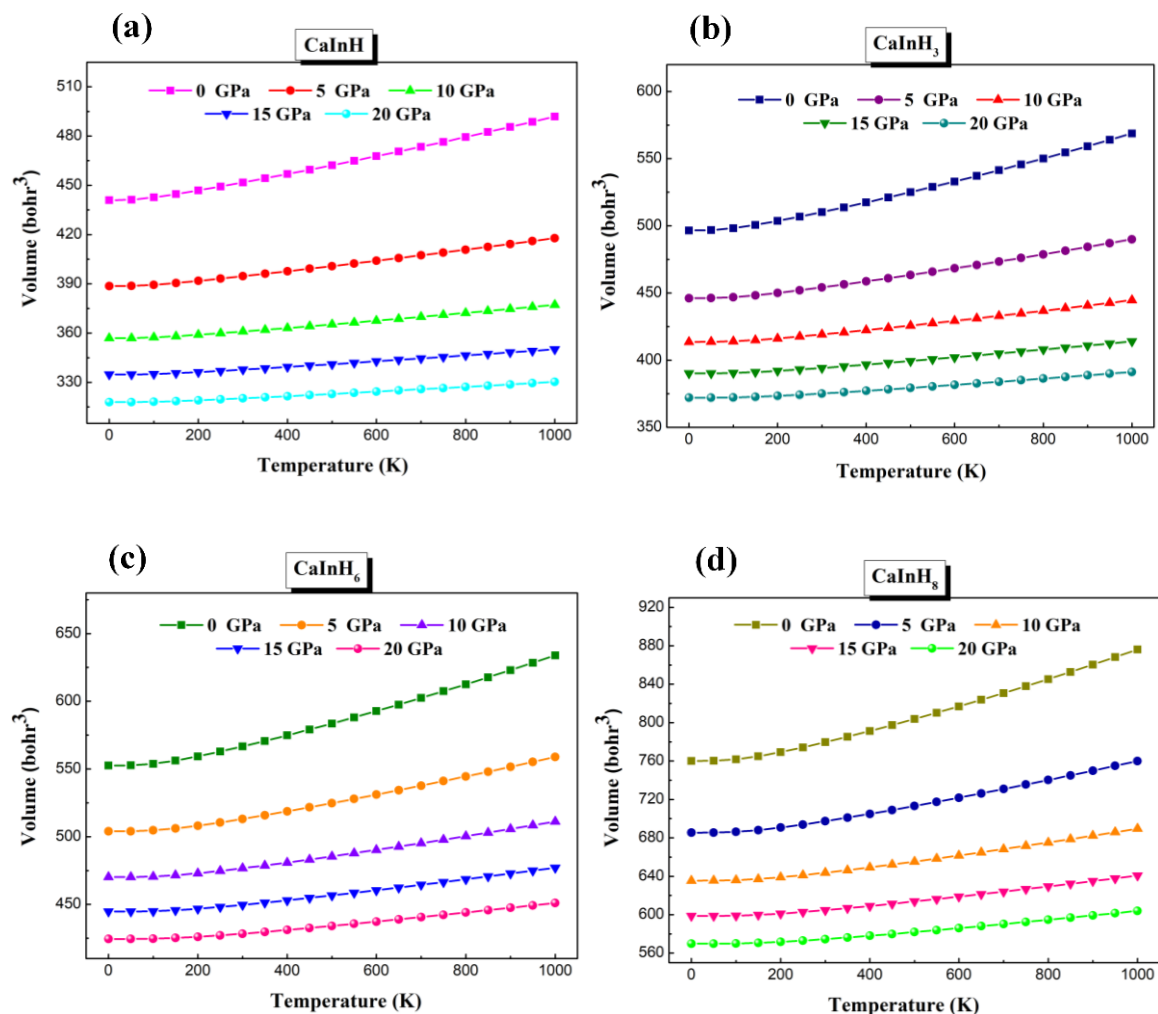 (a)
CaInH
0 GPa 5 GPa 10 GPa
15 GPa 20 GPa
510
480
450
420
390
360
330
Volume (bohr³)
0 200 400 600 800 1000
Temperature (K)
(b)
CaInH₃
0 GPa 5 GPa 10 GPa
15 GPa 20 GPa
600
550
500
450
400
350
Volume (bohr³)
0 200 400 600 800 1000
Temperature (K)
(c)
CaInH₆
0 GPa 5 GPa 10 GPa
15 GPa 20 GPa
650
600
550
500
450
Volume (bohr³)
0 200 400 600 800 1000
Temperature (K)
(d)
CaInH₈
0 GPa 5 GPa 10 GPa
15 GPa 20 GPa
920
880
840
800
760
720
680
640
600
560
Volume (bohr³)
0 200 400 600 800 1000
Temperature (K)